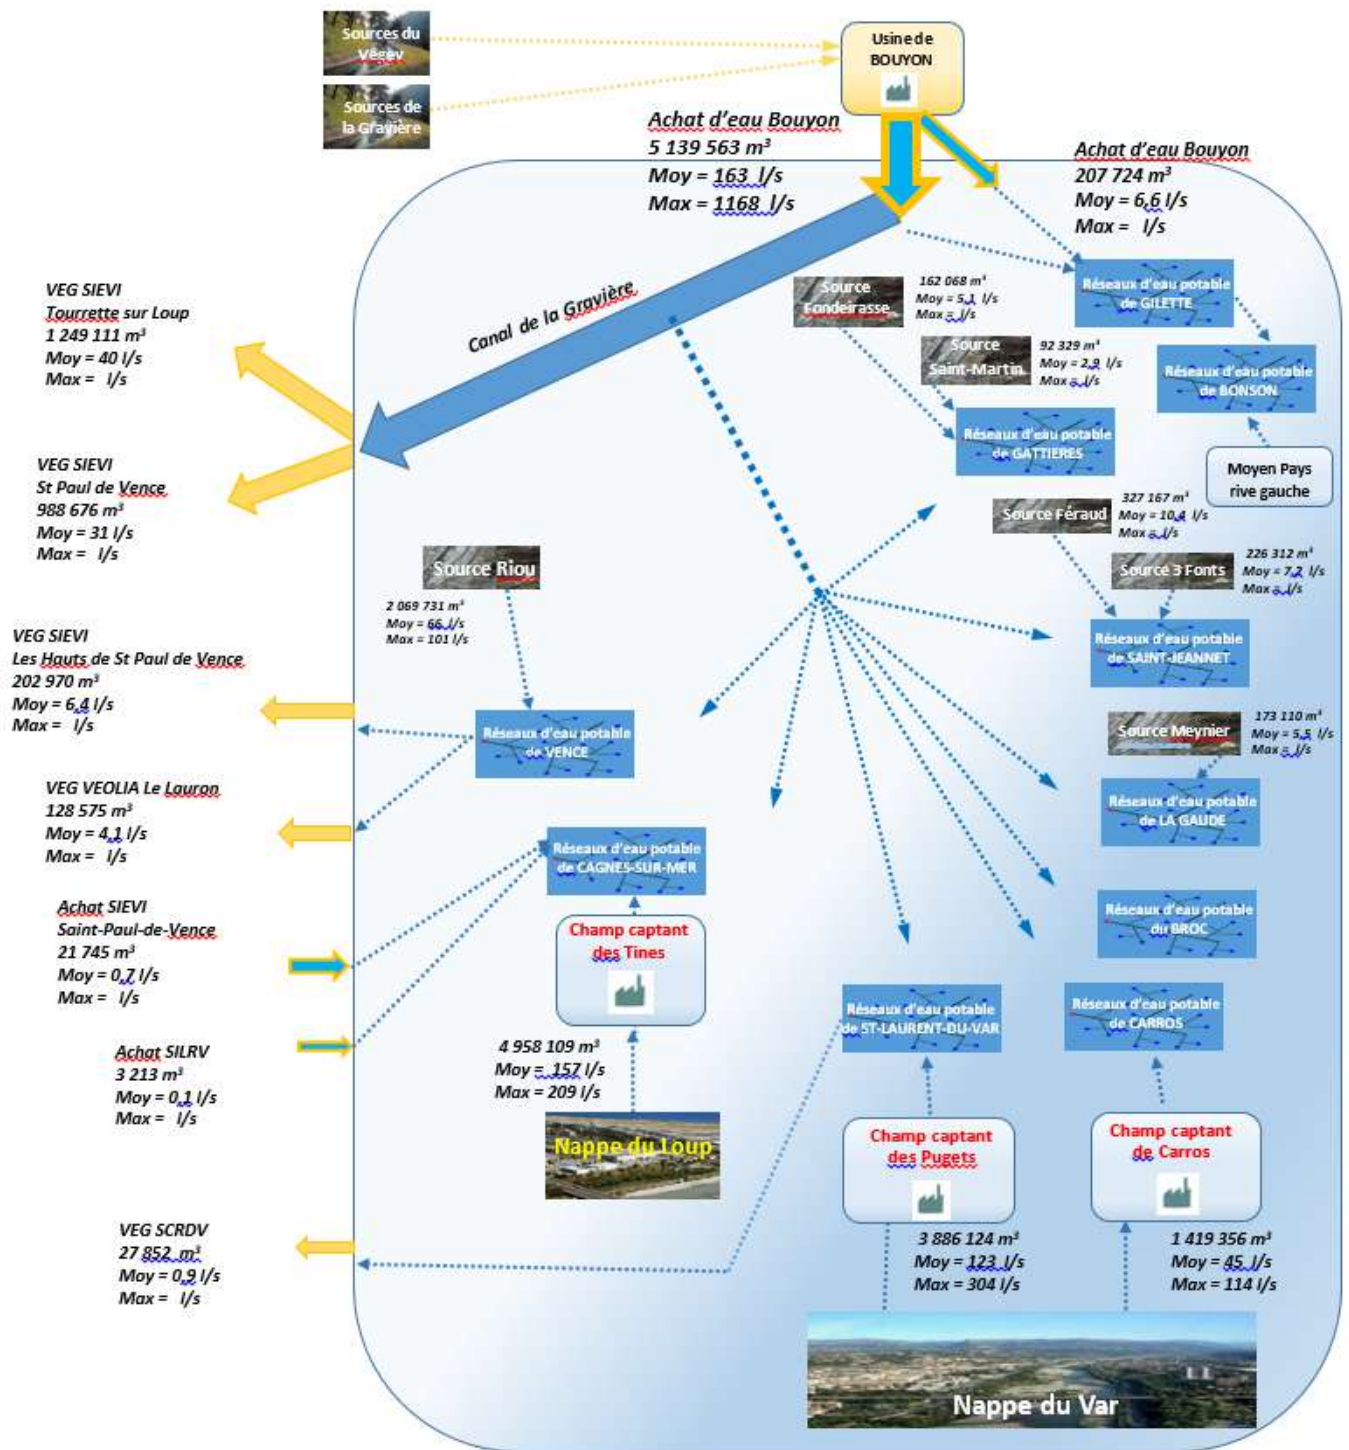 Sources du
Vêgay
Sources de
la Gravière
Usine de
BOUYON
Achat d'eau Bouyon
5 139 563 m³
Moy = 163 l/s
Max = 1168 l/s
Achat d'eau Bouyon
207 724 m³
Moy = 6,6 l/s
Max = l/s
Canal de la Gravière
Source
Fondeirasse
162 068 m³
Moy = 5,1 l/s
Max = l/s
Réseaux d'eau potable
de GILETTE
Source
Saint-Martin
92 329 m³
Moy = 2,9 l/s
Max = l/s
Réseaux d'eau potable
de BONSON
Réseaux d'eau potable
de GATTIERES
Moyen Pays
rive gauche
VEG SIEVI
Tourrette sur Loup
1 249 111 m³
Moy = 40 l/s
Max = l/s
VEG SIEVI
St Paul de Vence
988 676 m³
Moy = 31 l/s
Max = l/s
Source Féraud
327 167 m³
Moy = 10,4 l/s
Max = l/s
Source 3 Fonts
226 312 m³
Moy = 7,2 l/s
Max = l/s
Source Riou
2 069 731 m³
Moy = 66 l/s
Max = 101 l/s
Réseaux d'eau potable
de SAINT-JEANNET
VEG SIEVI
Les Hauts de St Paul de Vence
202 970 m³
Moy = 6,4 l/s
Max = l/s
Réseaux d'eau potable
de VENCE
Source Meynier
173 110 m³
Moy = 5,5 l/s
Max = l/s
Réseaux d'eau potable
de LA GAUDE
VEG VEOLIA Le Lauron
128 575 m³
Moy = 4,1 l/s
Max = l/s
Réseaux d'eau potable
de CAGNES-SUR-MER
Réseaux d'eau potable
du BROC
Achat SIEVI
Saint-Paul-de-Vence
21 745 m³
Moy = 0,7 l/s
Max = l/s
Champ captant
des Tines
Réseaux d'eau potable
de ST-LAURENT-DU-VAR
Réseaux d'eau potable
de CARROS
Achat SILRV
3 213 m³
Moy = 0,1 l/s
Max = l/s
4 958 109 m³
Moy = 157 l/s
Max = 209 l/s
Nappe du Loup
Champ captant
des Pugets
Champ captant
de Carros
VEG SCRDV
27 852 m³
Moy = 0,9 l/s
Max = l/s
3 886 124 m³
Moy = 123 l/s
Max = 304 l/s
1 419 356 m³
Moy = 45 l/s
Max = 114 l/s
Nappe du Var